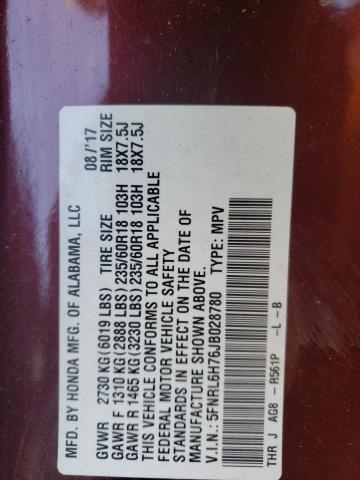 MFD. BY HONDA MFG. OF ALABAMA, LLC 08/'17
GVWR 2730 KG(6019 LBS) TIRE SIZE RIM SIZE
GAWR F 1310 KG(2888 LBS) 235/60R18 103H 18X7.5J
GAWR R 1465 KG(3230 LBS) 235/60R18 103H 18X7.5J
THIS VEHICLE CONFORMS TO ALL APPLICABLE
FEDERAL MOTOR VEHICLE SAFETY
STANDARDS IN EFFECT ON THE DATE OF
MANUFACTURE SHOWN ABOVE.
V.I.N.: 5FNRL6H76JB028780 TYPE: MPV
THR J AG8 - R561P -L -B